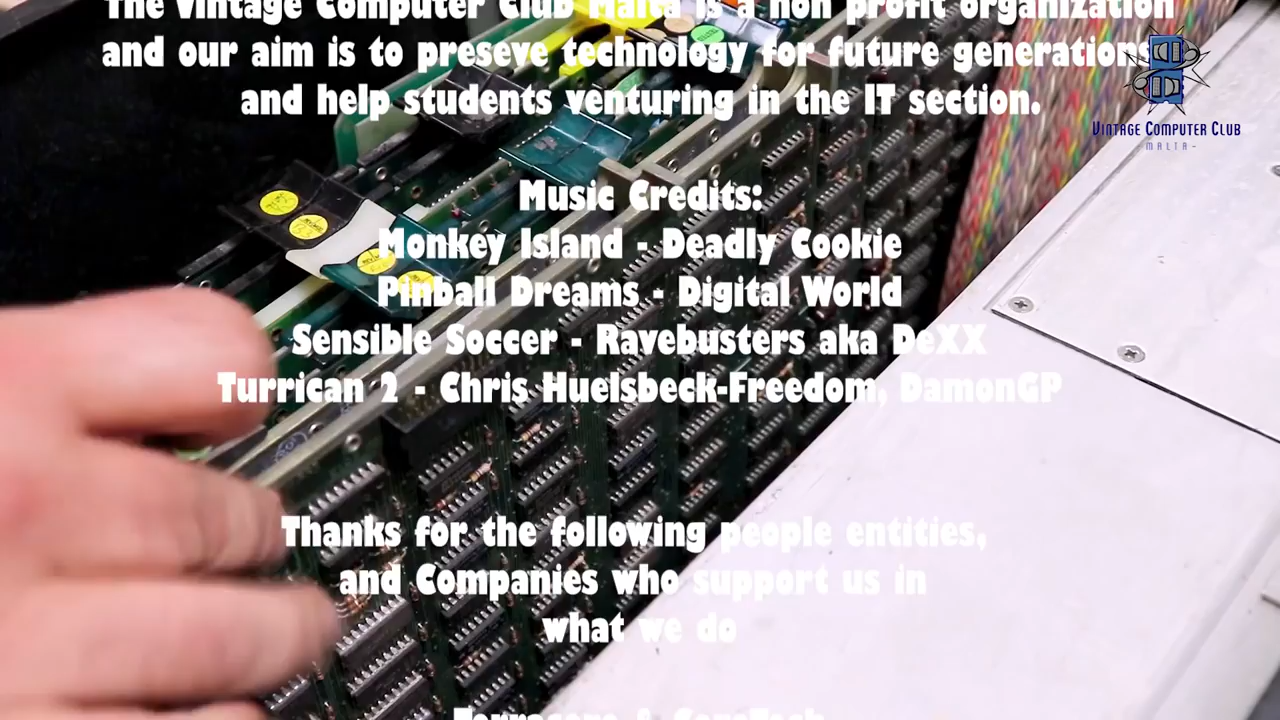 The Vintage Computer Club Malta is a non profit organization
and our aim is to preseve technology for future generations
and help students venturing in the IT section.
VINTAGE COMPUTER CLUB
MALTA-
Music Credits:
Monkey Island - Deadly Cookie
Pinball Dreams - Digital World
Sensible Soccer - Ravebusters aka DeXX
Turrican 2 - Chris Huelsbeck-Freedom, DamonGP
Thanks for the following people entities,
and Companies who support us in
what we do